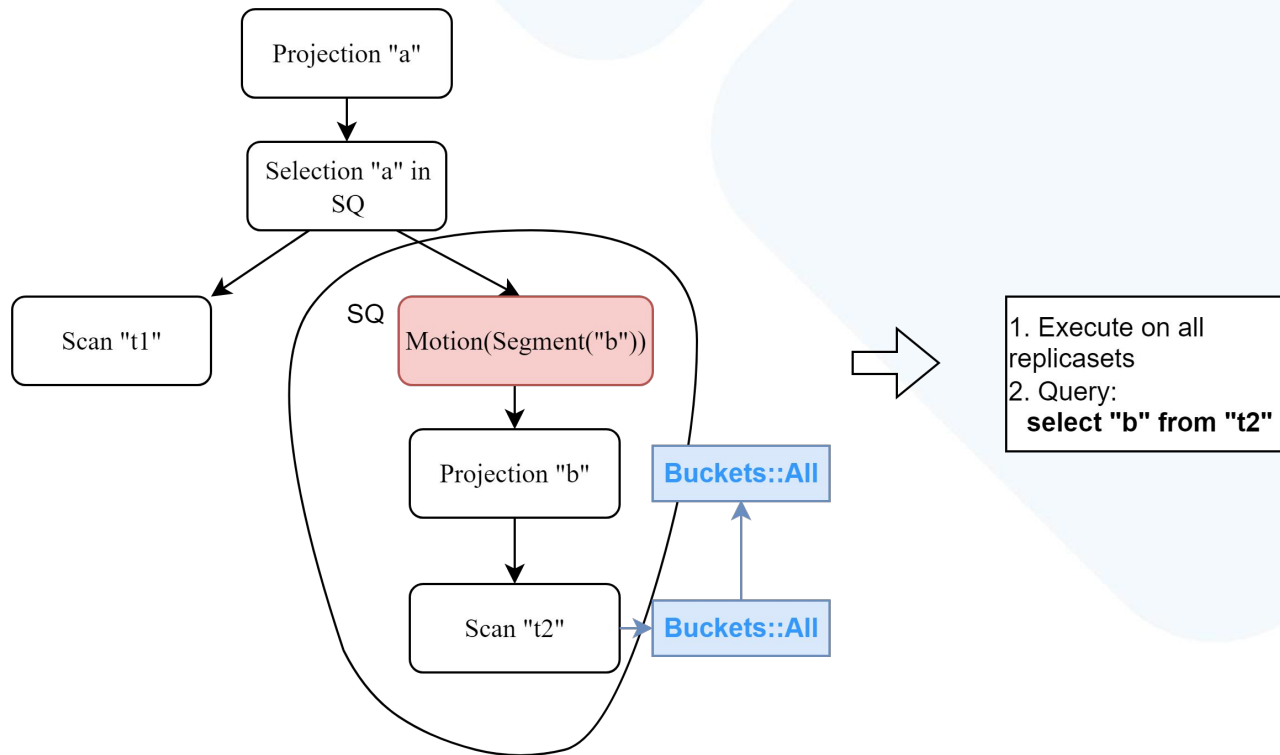 Projection "a"
Selection "a" in
SQ
Scan "t1"
SQ
Motion(Segment("b"))
Projection "b"
Buckets::All
Scan "t2"
Buckets::All
1. Execute on all
replicasets
2. Query:
select "b" from "t2"